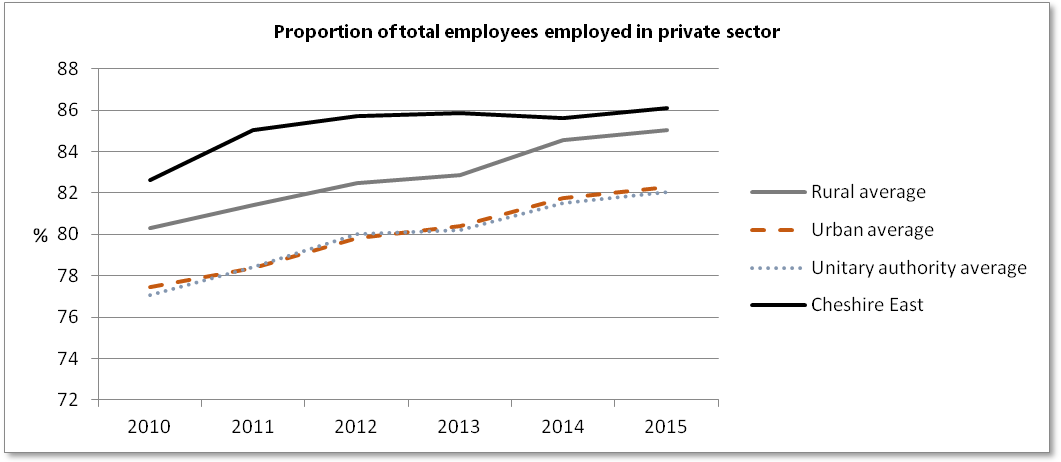 Proportion of total employees employed in private sector
88
86
84
82
80
78
76
74
72
%
2010 2011 2012 2013 2014 2015
Rural average
Urban average
Unitary authority average
Cheshire East